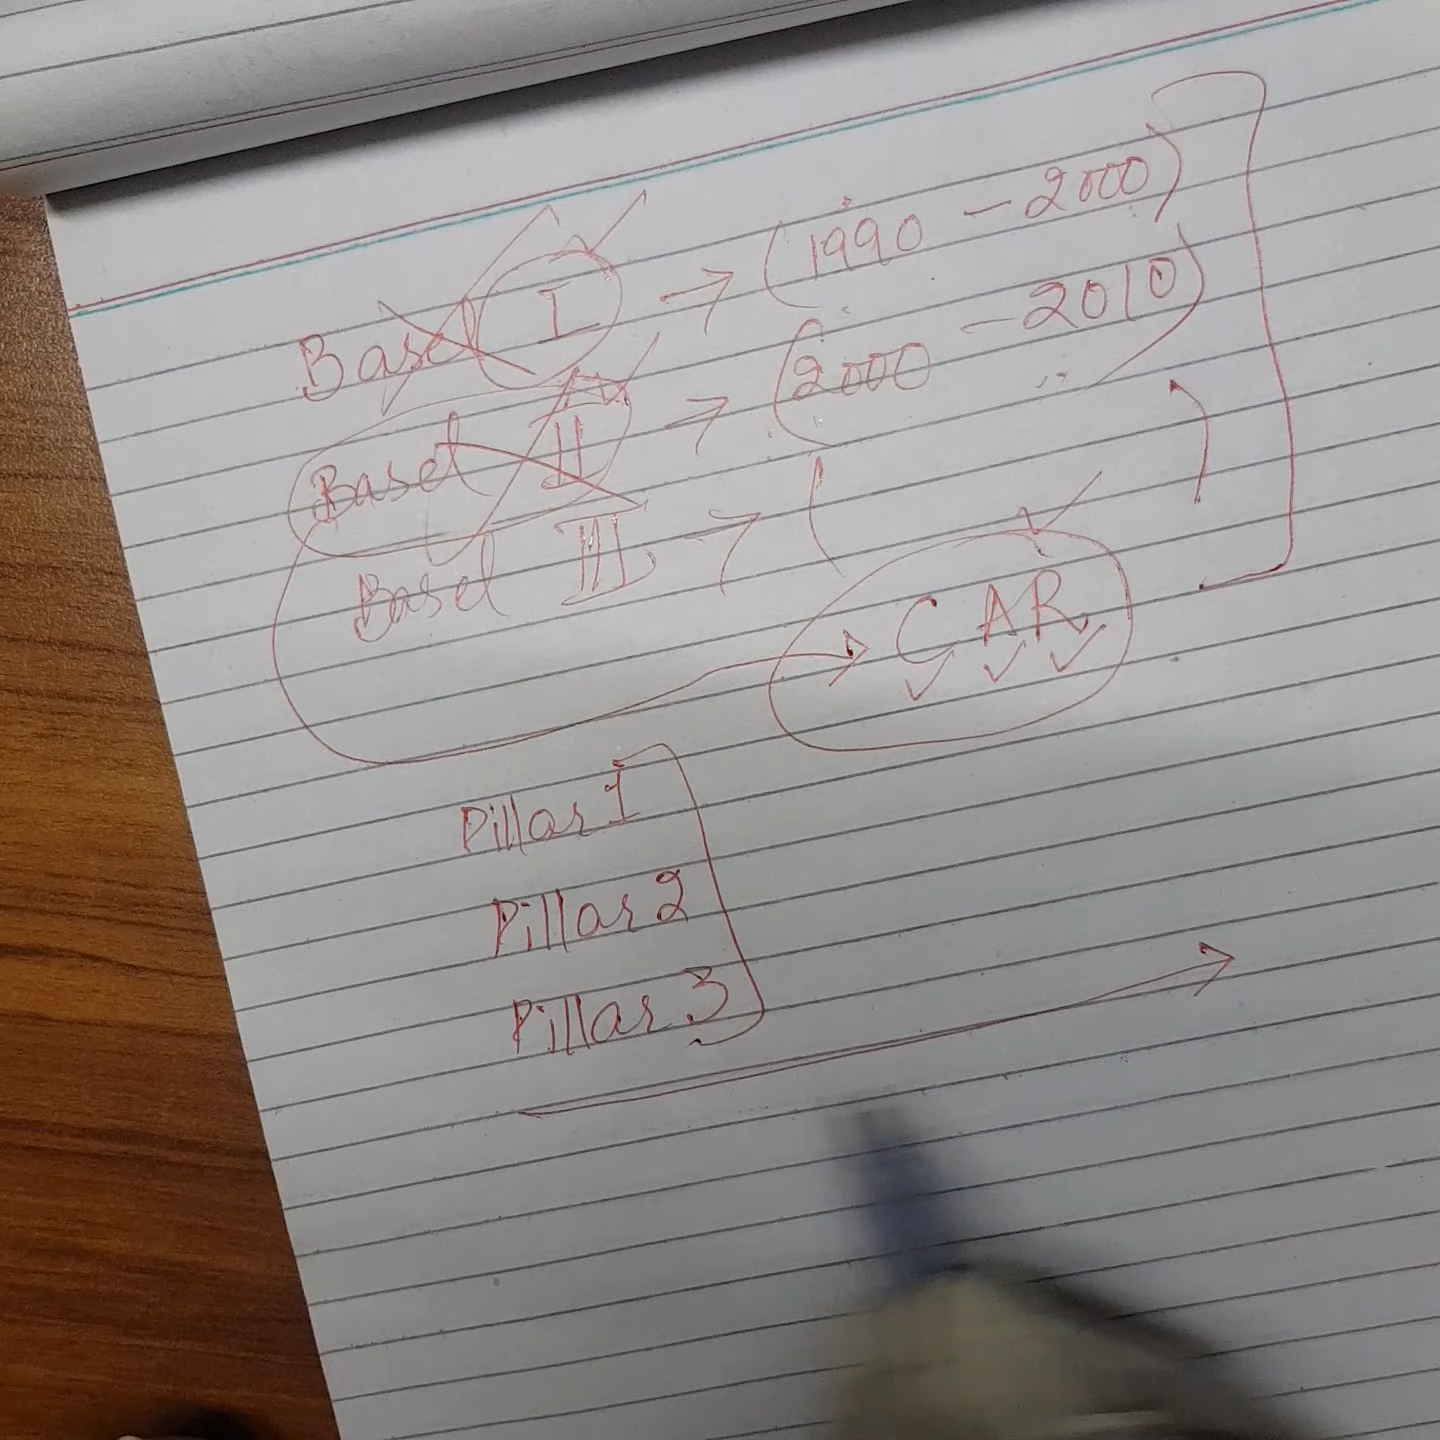 Basel I → (1990 - 2000)
Basel II → (2000 - 2010)
Basel III → (
→ CAR
Pillar 1
Pillar 2
Pillar 3